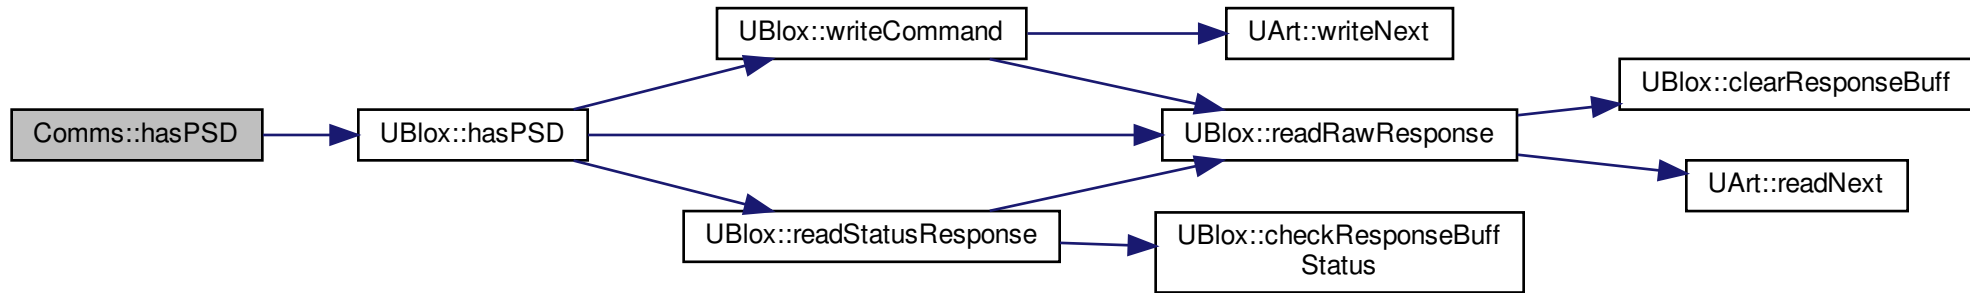 Comms::hasPSD
UBlox::hasPSD
UBlox::writeCommand
UArt::writeNext
UBlox::readRawResponse
UBlox::clearResponseBuff
UArt::readNext
UBlox::readStatusResponse
UBlox::checkResponseBuff
Status